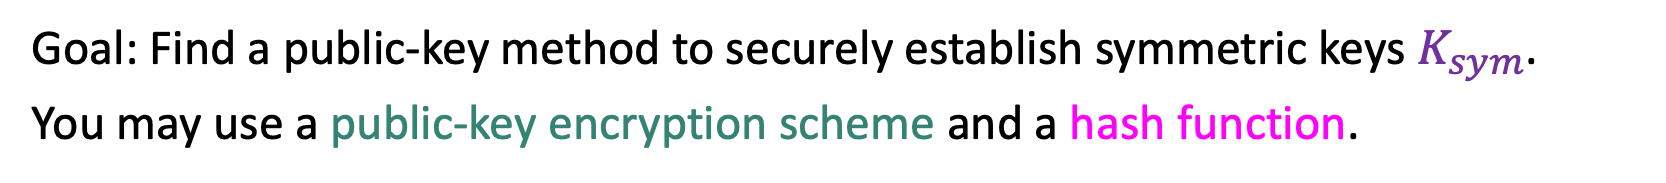 Goal: Find a public-key method to securely establish symmetric keys K_sym.
You may use a public-key encryption scheme and a hash function.